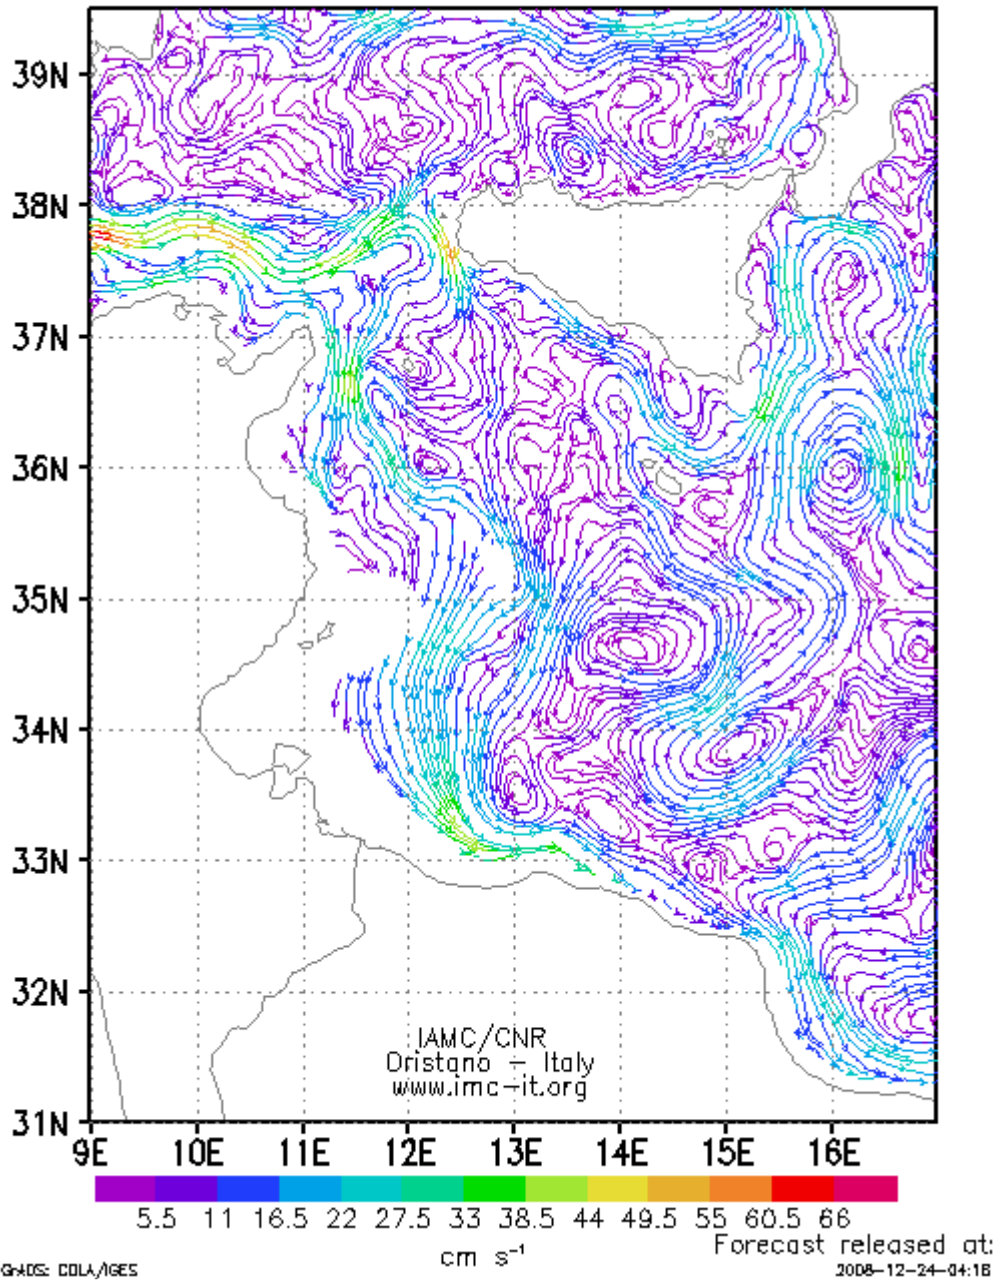 39N
38N
37N
36N
35N
34N
33N
32N
31N
IAMC/CNR
Oristano – Italy
www.imc-it.org
9E 10E 11E 12E 13E 14E 15E 16E
5.5 11 16.5 22 27.5 33 38.5 44 49.5 55 60.5 66
cm s⁻¹
Forecast released at:
GrADS: COLA/IGES
2008-12-24-04:18